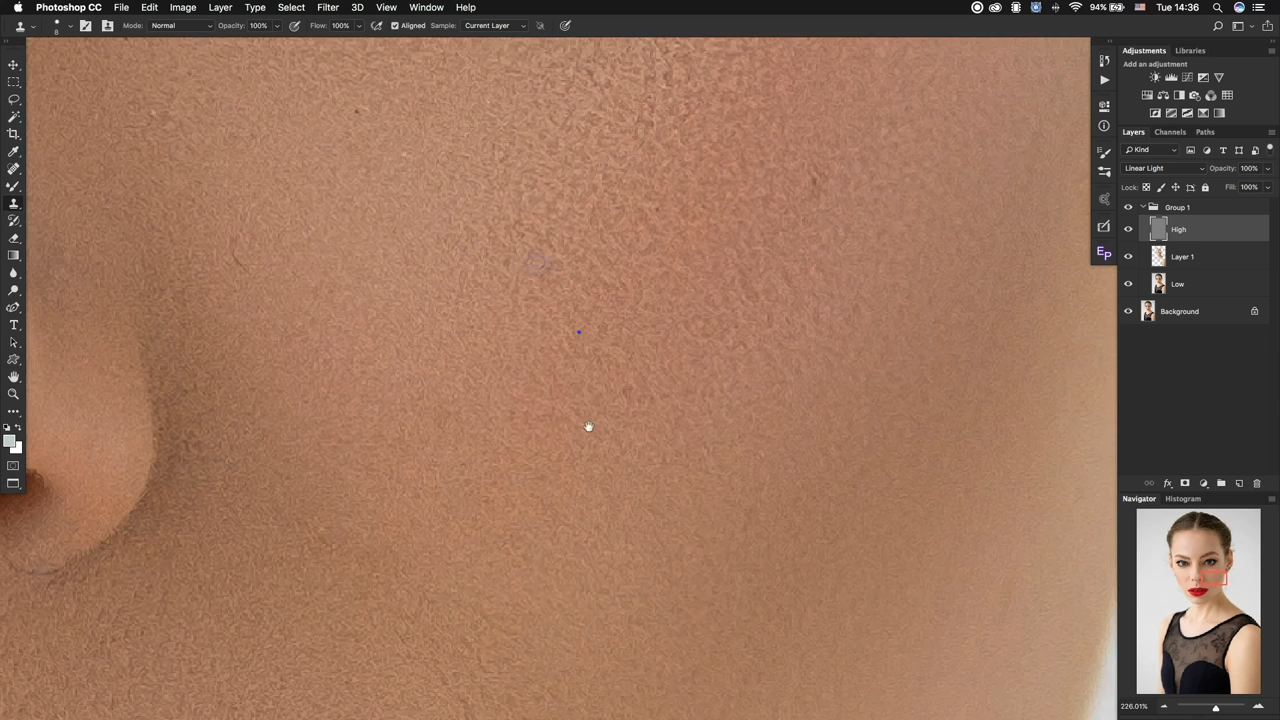 Photoshop CC File Edit Image Layer Type Select Filter 3D View Window Help 94% Tue 14:36
8 Mode: Normal Opacity: 100% Flow: 100% Aligned Sample: Current Layer
Adjustments Libraries
Add an adjustment
Layers Channels Paths
Kind
Linear Light Opacity: 100%
Lock: Fill: 100%
Group 1
High
Layer 1
Low
Background
EP
Navigator Histogram
226.01%